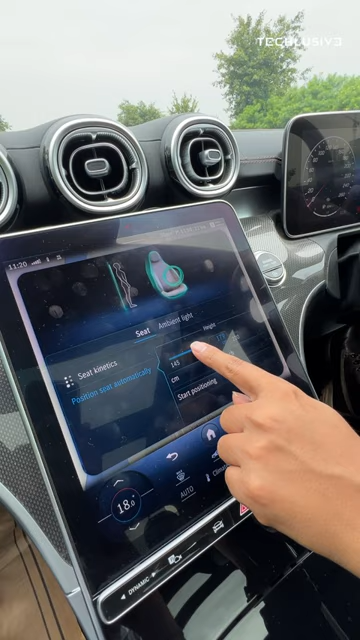 TECHLUSIVE
11:20
Seat
Ambient light
Seat kinetics
Position seat automatically
Height
145
cm
Start positioning
18.0
AUTO
DYNAMIC